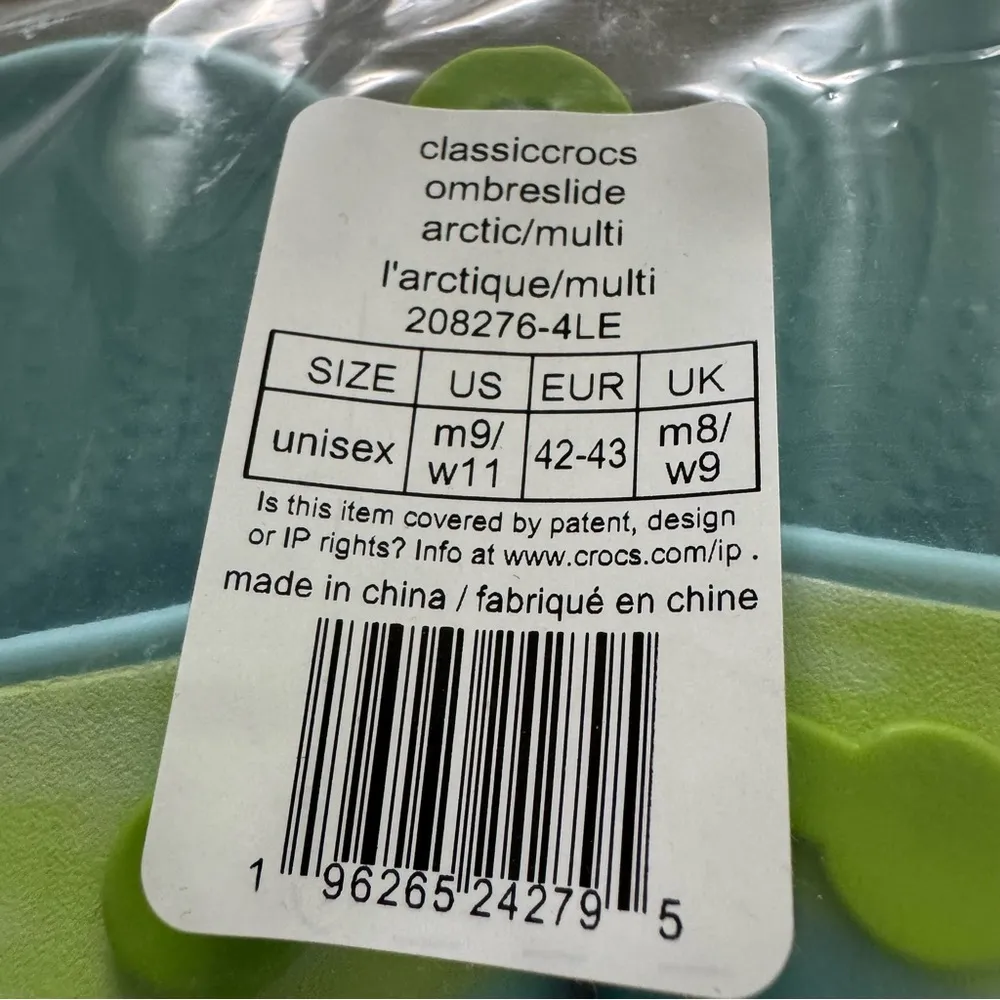 classiccrocs
ombreslide
arctic/multi
l'arctique/multi
208276-4LE
SIZE US EUR UK
unisex m9/ w11 42-43 m8/ w9
Is this item covered by patent, design
or IP rights? Info at www.crocs.com/ip .
made in china / fabriqué en chine
1 96265 24279 5